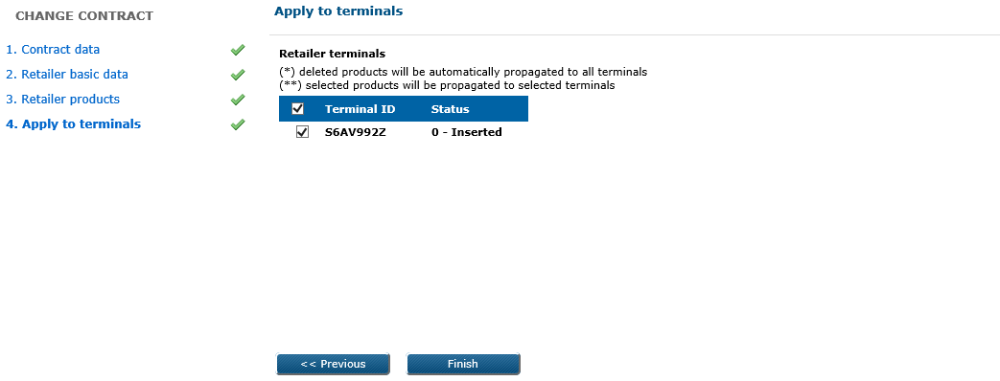 CHANGE CONTRACT
1. Contract data
2. Retailer basic data
3. Retailer products
4. Apply to terminals
Apply to terminals
Retailer terminals
(*) deleted products will be automatically propagated to all terminals
(**) selected products will be propagated to selected terminals
Terminal ID Status
S6AV992Z 0 - Inserted
<< Previous Finish